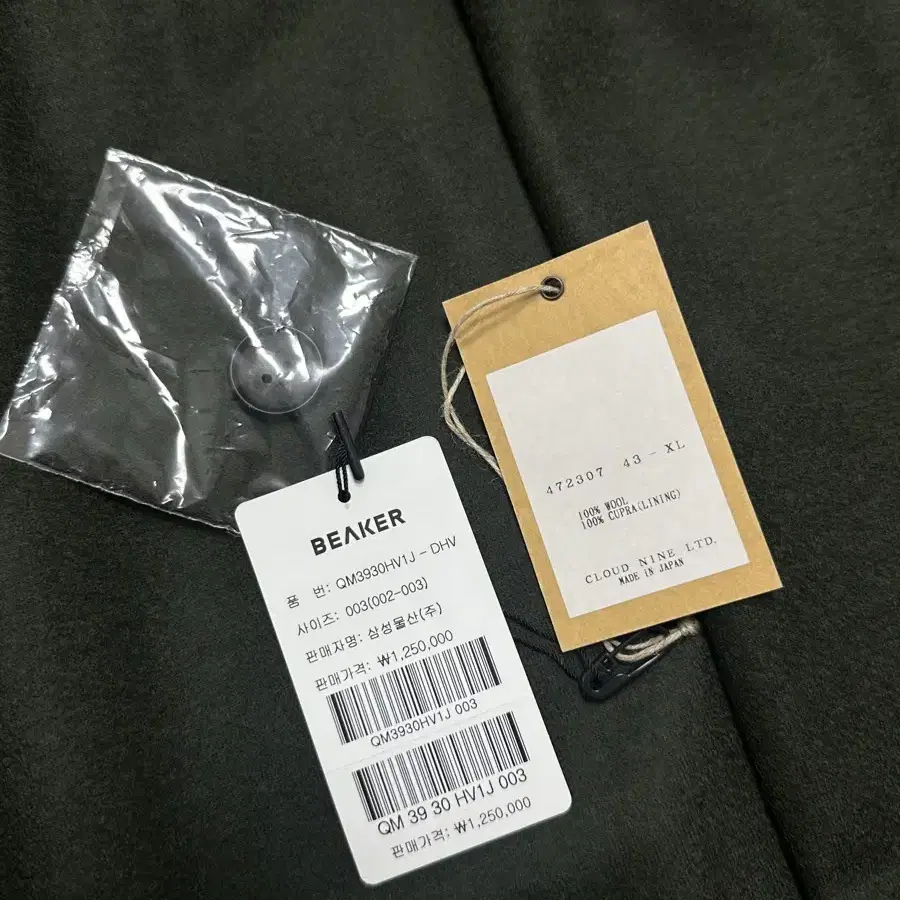 BEAKER
품 번: QM3930HV1J - DHV
사이즈: 003(002-003)
판매자명: 삼성물산(주)
판매가격: ₩1,250,000
QM3930HV1J 003
QM 39 30 HV1J 003
판매가격: ₩1,250,000
472307 43 - XL
100% WOOL
100% CUPRA(LINING)
CLOUD NINE LTD.
MADE IN JAPAN